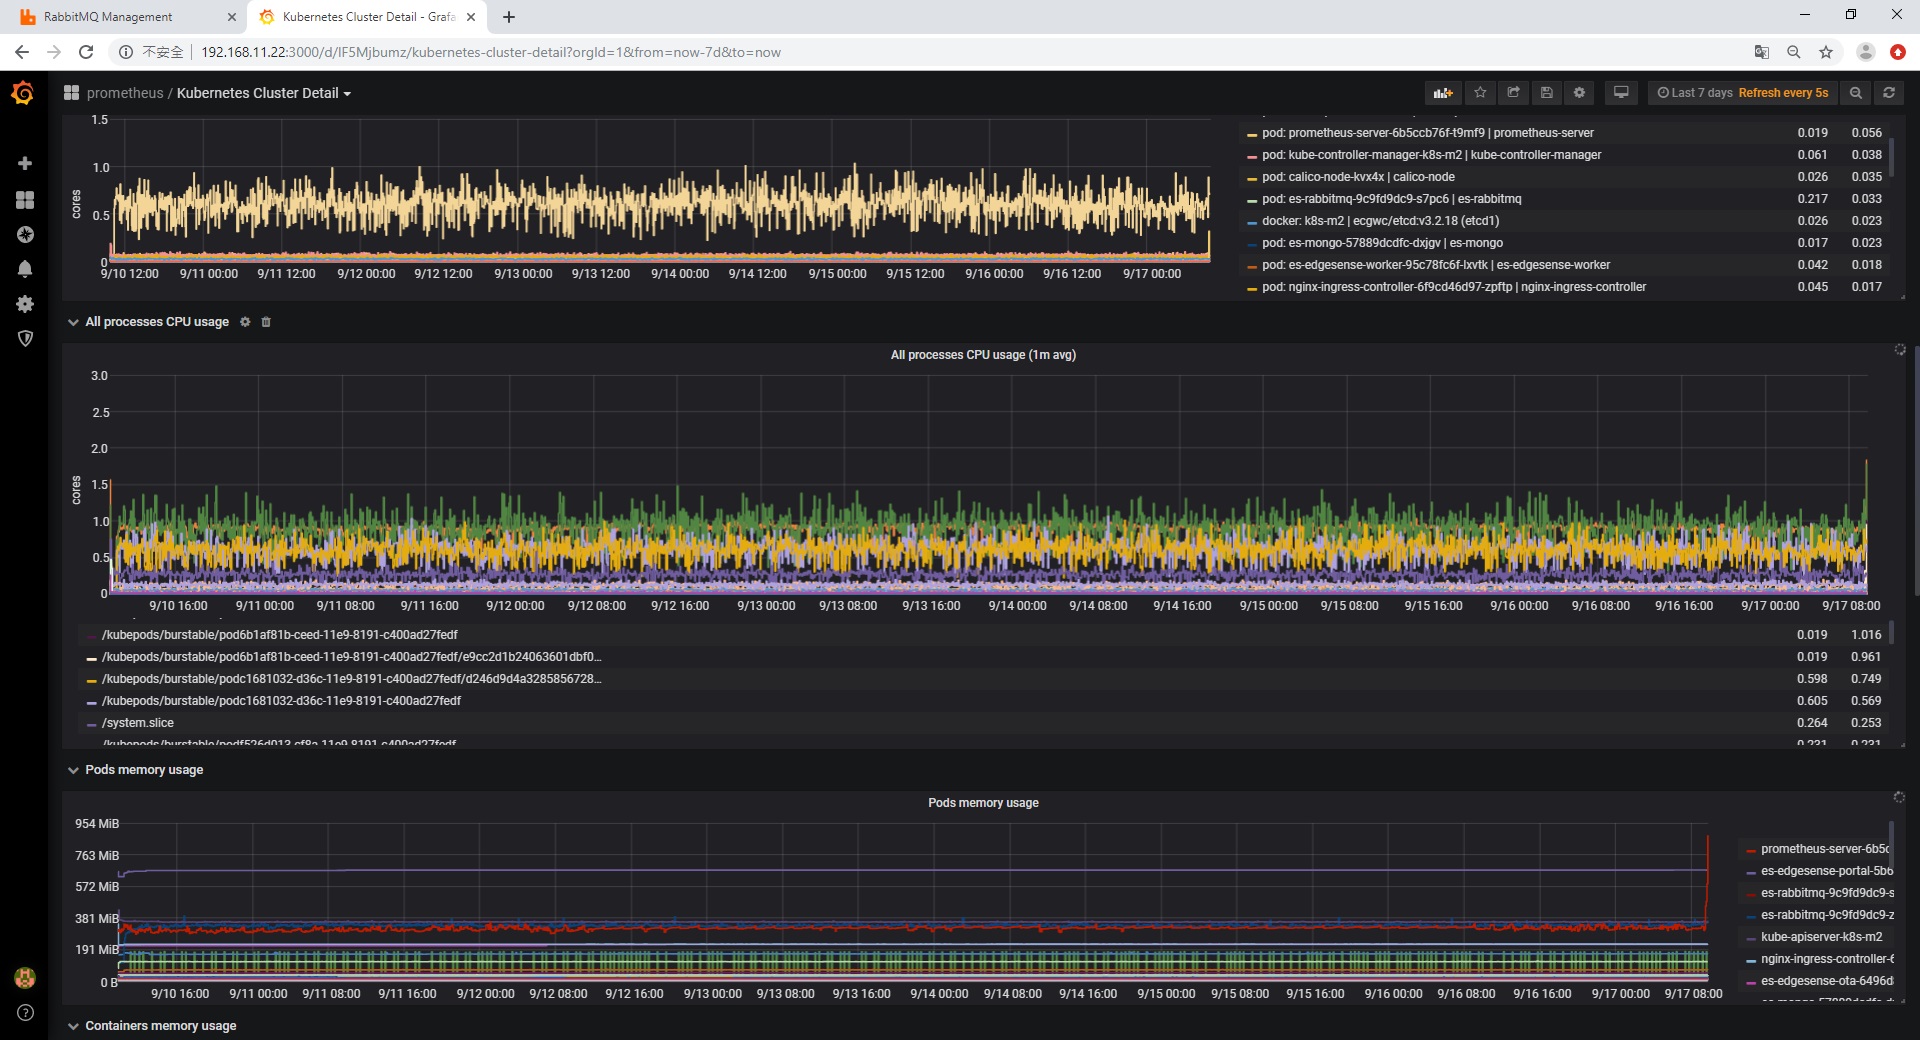 RabbitMQ Management
Kubernetes Cluster Detail - Grafa
不安全
192.168.11.22:3000/d/IF5Mjbumz/kubernetes-cluster-detail?orgId=1&from=now-7d&to=now
prometheus / Kubernetes Cluster Detail
Last 7 days Refresh every 5s
1.5
1.0
0.5
0
cores
9/10 12:00 9/11 00:00 9/11 12:00 9/12 00:00 9/12 12:00 9/13 00:00 9/13 12:00 9/14 00:00 9/14 12:00 9/15 00:00 9/15 12:00 9/16 00:00 9/16 12:00 9/17 00:00
pod: prometheus-server-6b5ccb76f-t9mf9 | prometheus-server 0.019 0.056
pod: kube-controller-manager-k8s-m2 | kube-controller-manager 0.061 0.038
pod: calico-node-kvx4x | calico-node 0.026 0.035
pod: es-rabbitmq-9c9fd9dc9-s7pc6 | es-rabbitmq 0.217 0.033
docker: k8s-m2 | ecgwc/etcd:v3.2.18 (etcd1) 0.026 0.023
pod: es-mongo-57889dcdfc-dxjgv | es-mongo 0.017 0.023
pod: es-edgesense-worker-95c78fc6f-lxvtk | es-edgesense-worker 0.042 0.018
pod: nginx-ingress-controller-6f9cd46d97-zpftp | nginx-ingress-controller 0.045 0.017
All processes CPU usage
All processes CPU usage (1m avg)
3.0
2.5
2.0
1.5
1.0
0.5
0
cores
9/10 16:00 9/11 00:00 9/11 08:00 9/11 16:00 9/12 00:00 9/12 08:00 9/12 16:00 9/13 00:00 9/13 08:00 9/13 16:00 9/14 00:00 9/14 08:00 9/14 16:00 9/15 00:00 9/15 08:00 9/15 16:00 9/16 00:00 9/16 08:00 9/16 16:00 9/17 00:00 9/17 08:00
/kubepods/burstable/pod6b1af81b-ceed-11e9-8191-c400ad27fedf 0.019 1.016
/kubepods/burstable/pod6b1af81b-ceed-11e9-8191-c400ad27fedf/e9cc2d1b24063601dbf0... 0.019 0.961
/kubepods/burstable/podc1681032-d36c-11e9-8191-c400ad27fedf/d246d9d4a3285856728... 0.598 0.749
/kubepods/burstable/podc1681032-d36c-11e9-8191-c400ad27fedf 0.605 0.569
/system.slice 0.264 0.253
/kubepods/burstable/podf526d013-cf8a-11e9-8191-c400ad27fedf 0.231 0.231
Pods memory usage
Pods memory usage
954 MiB
763 MiB
572 MiB
381 MiB
191 MiB
0 B
9/10 16:00 9/11 00:00 9/11 08:00 9/11 16:00 9/12 00:00 9/12 08:00 9/12 16:00 9/13 00:00 9/13 08:00 9/13 16:00 9/14 00:00 9/14 08:00 9/14 16:00 9/15 00:00 9/15 08:00 9/15 16:00 9/16 00:00 9/16 08:00 9/16 16:00 9/17 00:00 9/17 08:00
prometheus-server-6b5c
es-edgesense-portal-5b6
es-rabbitmq-9c9fd9dc9-s
es-rabbitmq-9c9fd9dc9-z
kube-apiserver-k8s-m2
nginx-ingress-controller-6
es-edgesense-ota-6496d
Containers memory usage